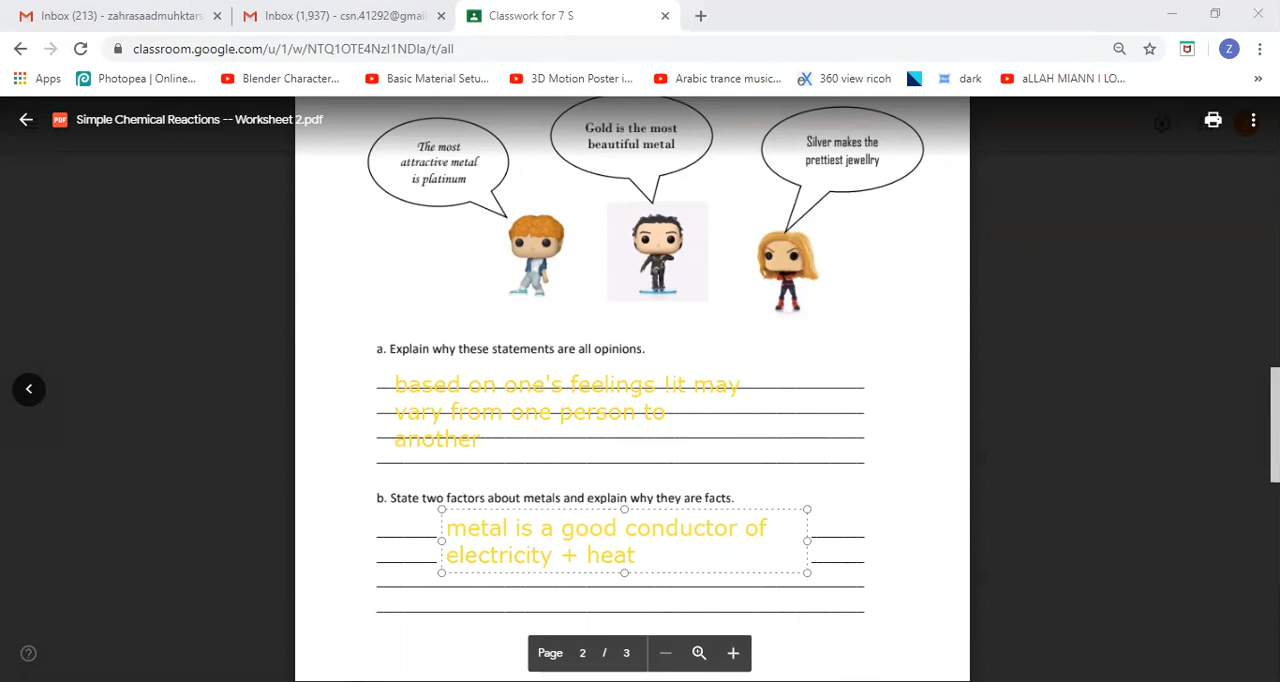 Inbox (213) - zahrasaadmuhktars
Inbox (1,937) - csn.41292@gmai
Classwork for 7 S
classroom.google.com/u/1/w/NTQ1OTE4NzI1NDIa/t/all
Z
Apps
Photopea | Online...
Blender Character...
Basic Material Setu...
3D Motion Poster i...
Arabic trance music...
360 view ricoh
dark
aLLAH MIANN I LO...
PDF
Simple Chemical Reactions -- Worksheet 2.pdf
The most
attractive metal
is platinum
Gold is the most
beautiful metal
Silver makes the
prettiest jewellry
a. Explain why these statements are all opinions.
based on one's feelings !it may
vary from one person to
another
b. State two factors about metals and explain why they are facts.
metal is a good conductor of
electricity + heat
Page 2 / 3